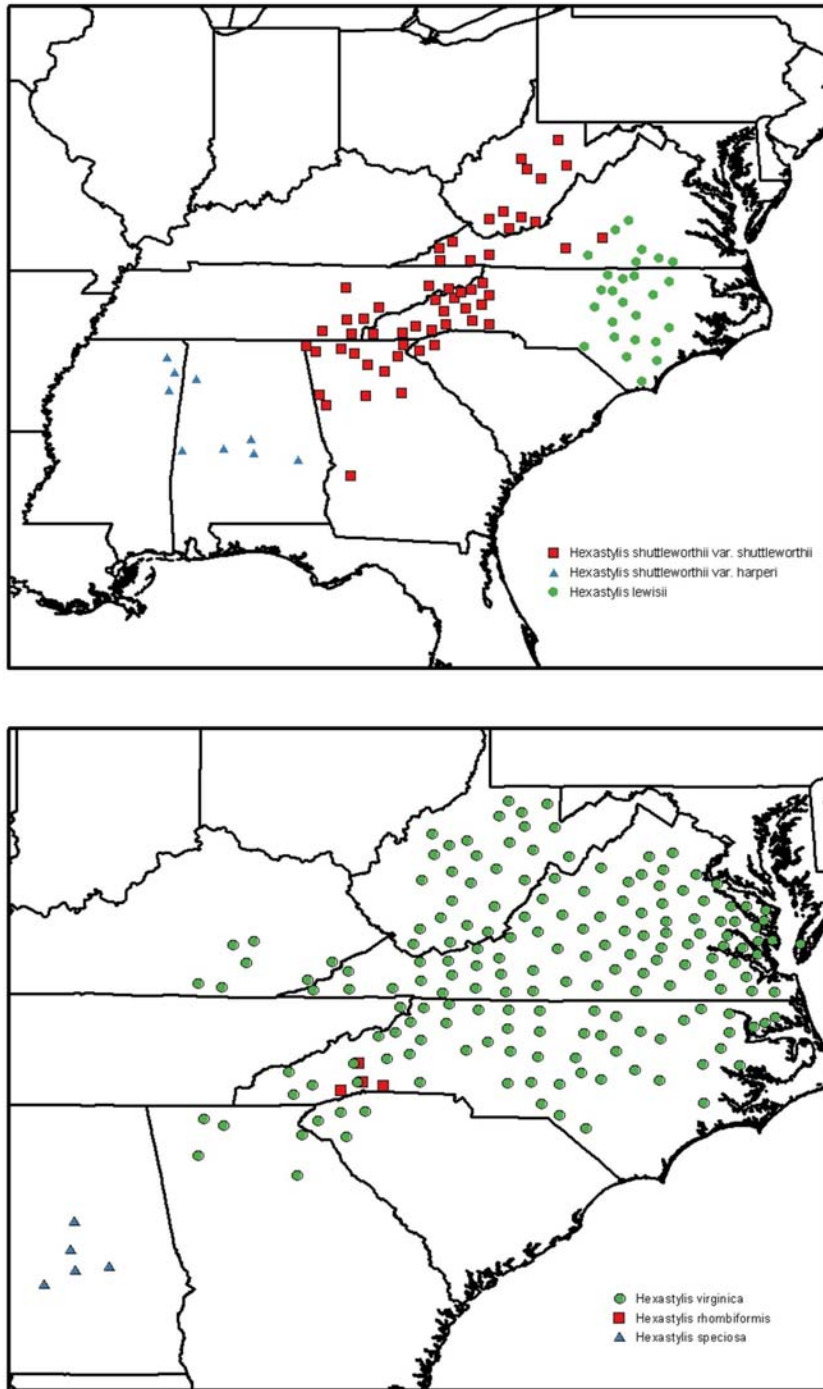 Hexastylis shuttleworthii var. shuttleworthii
Hexastylis shuttleworthii var. harperi
Hexastylis lewisii
Hexastylis virginica
Hexastylis rhombiformis
Hexastylis speciosa